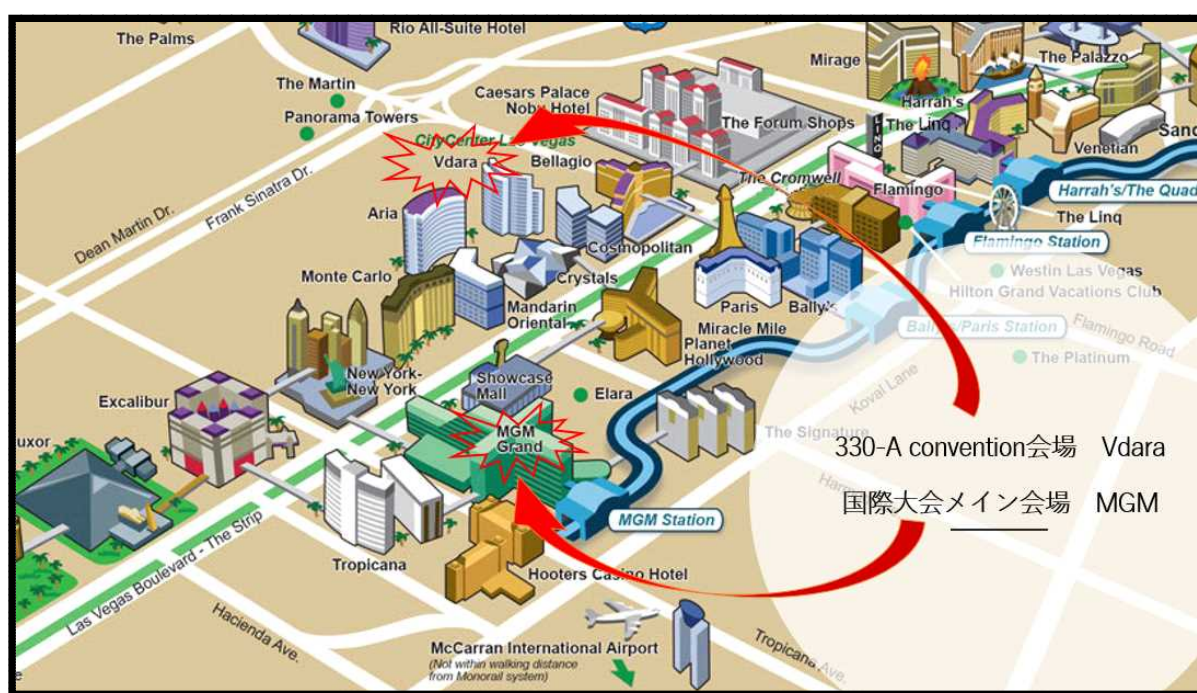 The Palms
Rio All-Suite Hotel
The Martin
Panorama Towers
Caesars Palace
Nobu Hotel
The Forum Shops
Mirage
The Palazzo
Harrah's
The Linq
LINQ
Venetian
CityCenter Las Vegas
Vdara
Bellagio
The Cromwell
Flamingo
Harrah's/The Quad
The Linq
Dean Martin Dr.
Frank Sinatra Dr.
Aria
Cosmopolitan
Flamingo Station
Westin Las Vegas
Hilton Grand Vacations Club
Monte Carlo
Crystals
Mandarin
Oriental
Paris
Bally's
Bally's/Paris Station
Flamingo Road
Miracle Mile
Planet
Hollywood
The Platinum
New York-
New York
Showcase
Mall
Elara
Koval Lane
Excalibur
MGM
Grand
The Signature
330-A convention会場 Vdara
国際大会メイン会場 MGM
MGM Station
Tropicana
Hooters Casino Hotel
Las Vegas Boulevard - The Strip
Hacienda Ave.
McCarran International Airport
(Not within walking distance
from Monorail system)
Tropicana Ave.